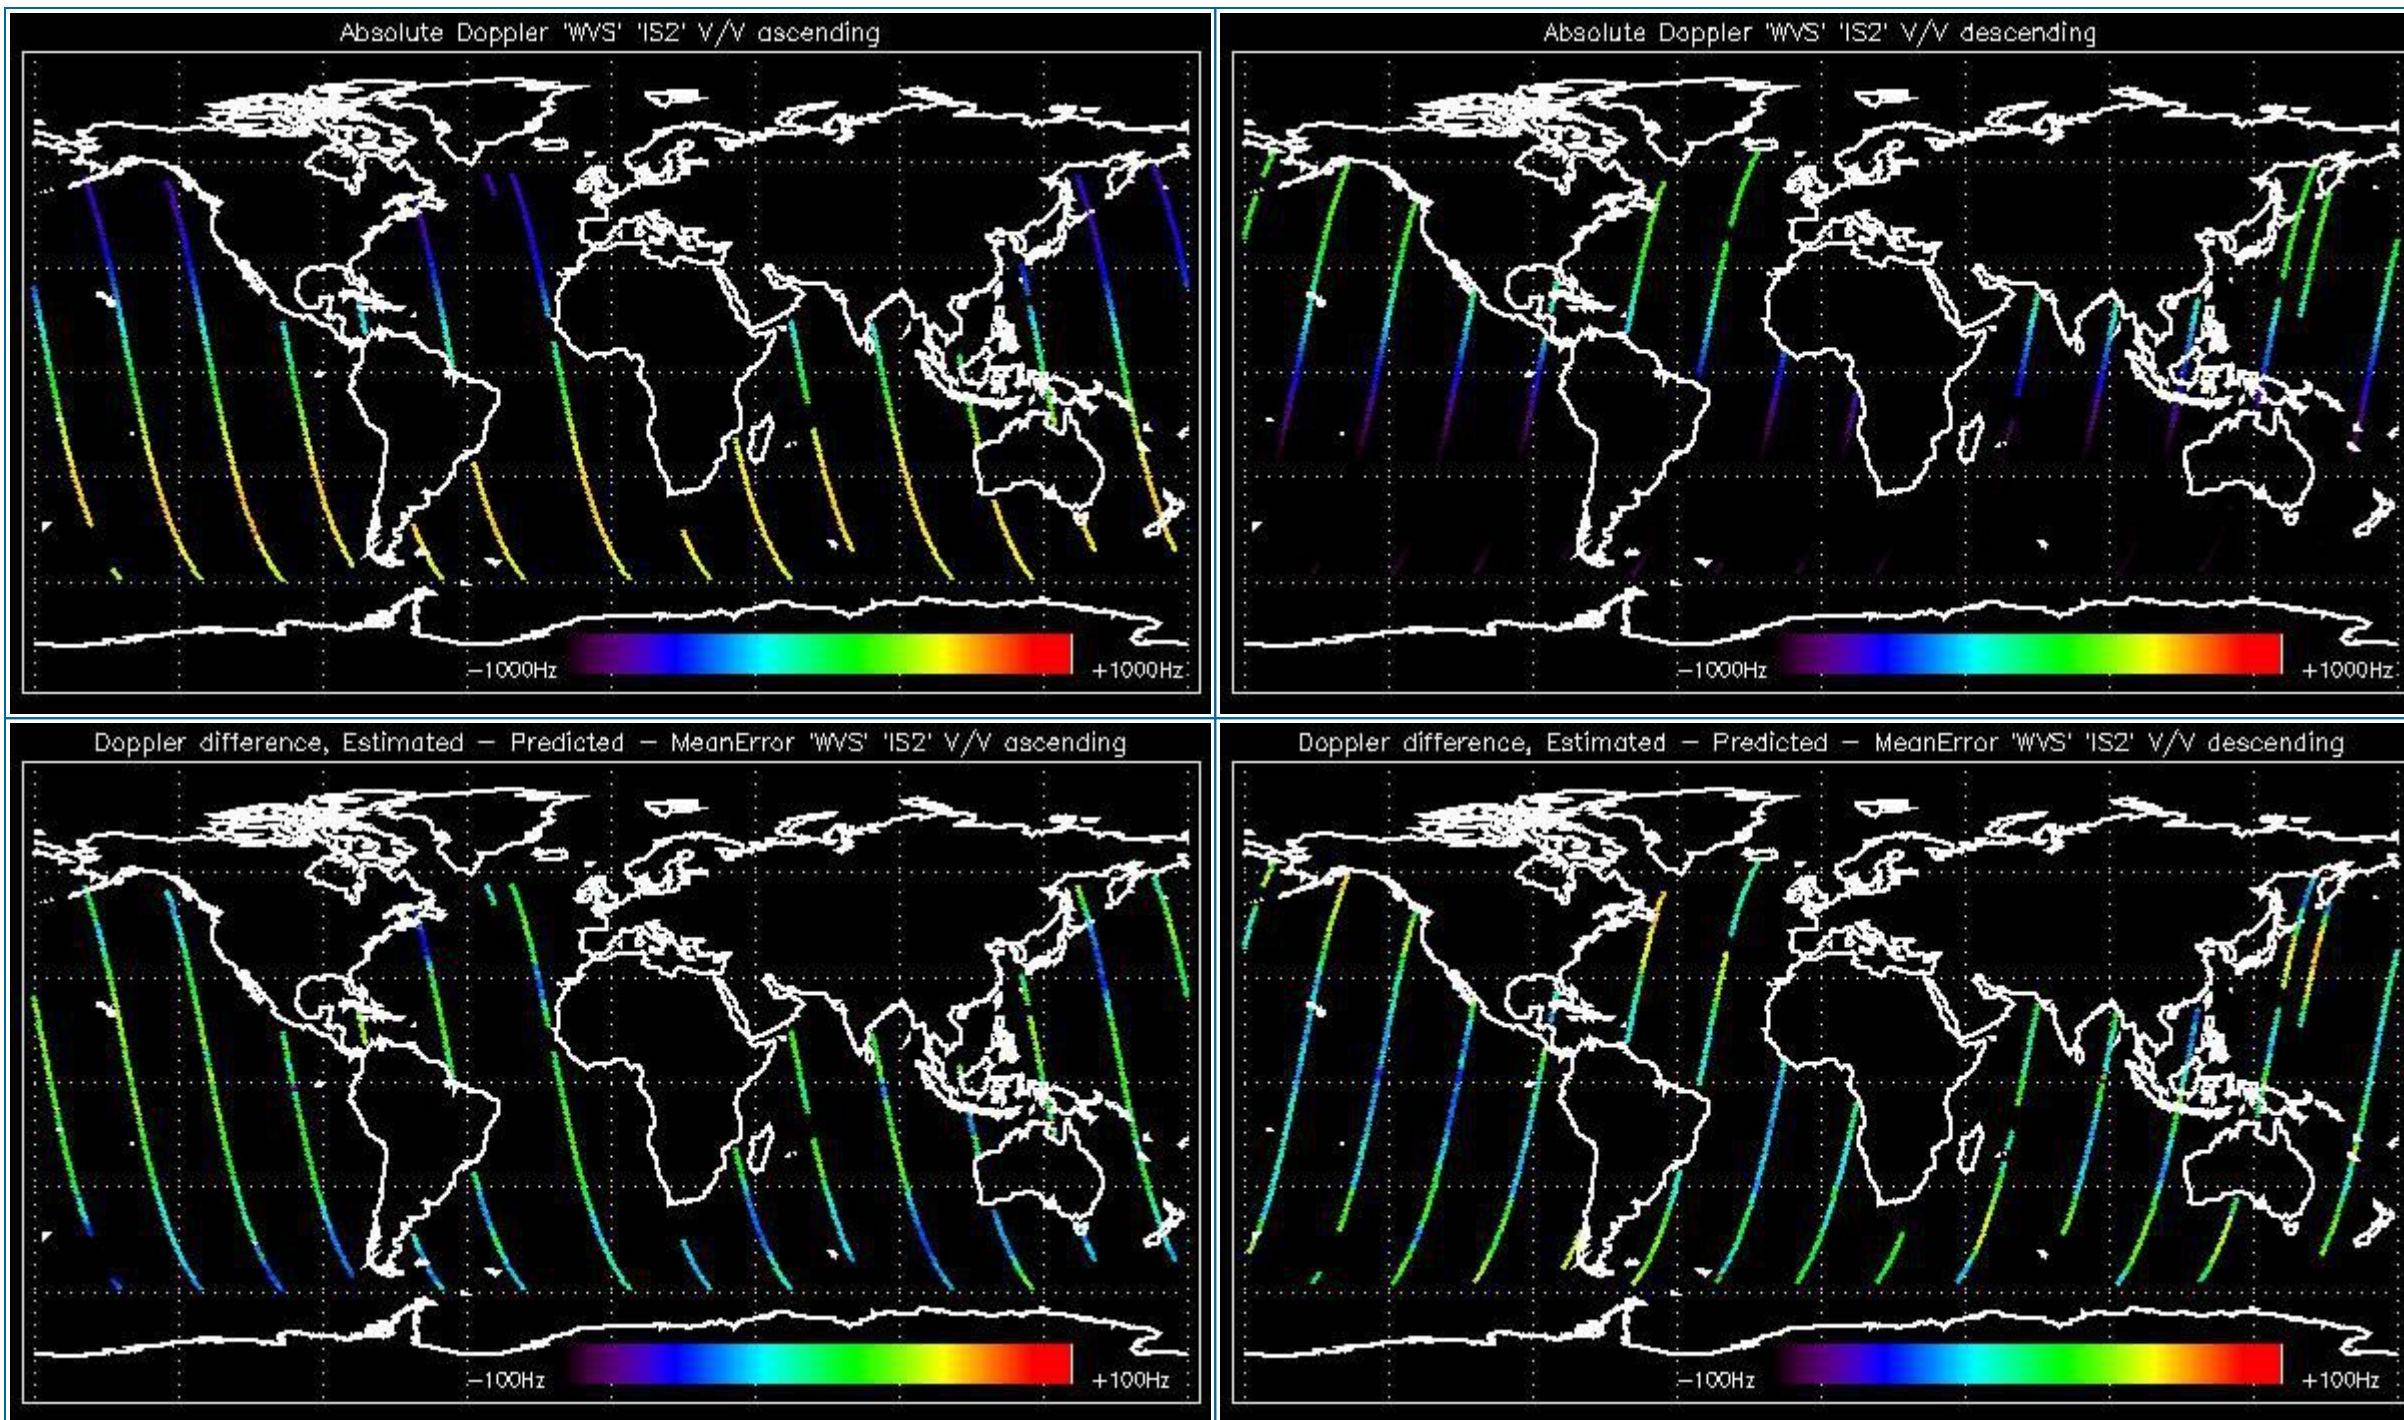 Absolute Doppler 'WVS' 'IS2' V/V ascending
-1000Hz
+1000Hz
Absolute Doppler 'WVS' 'IS2' V/V descending
-1000Hz
+1000Hz
Doppler difference, Estimated - Predicted - MeanError 'WVS' 'IS2' V/V ascending
-100Hz
+100Hz
Doppler difference, Estimated - Predicted - MeanError 'WVS' 'IS2' V/V descending
-100Hz
+100Hz